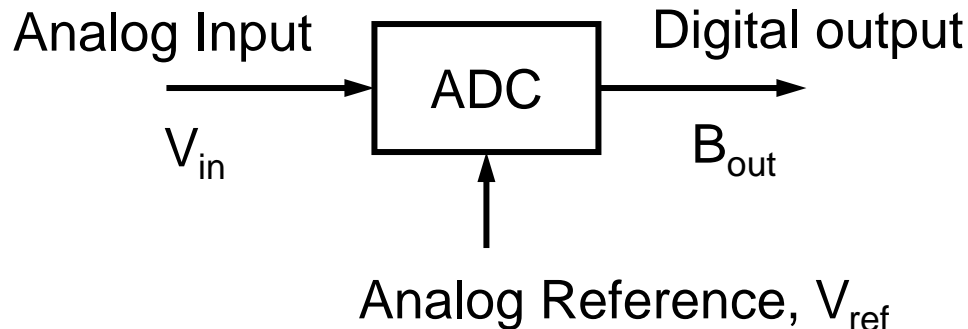 Analog Input
Digital output
ADC
Vin
Bout
Analog Reference, Vref